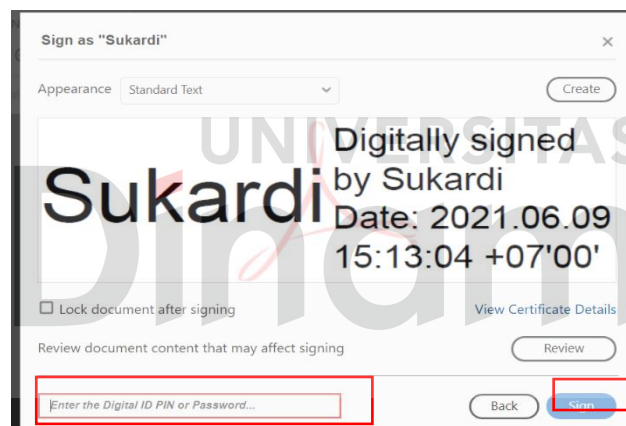 Sign as "Sukardi"
Appearance Standard Text Create
UNIVERSITAS
Dinam
Sukardi
Digitally signed
by Sukardi
Date: 2021.06.09
15:13:04 +07'00'
Lock document after signing View Certificate Details
Review document content that may affect signing Review
Enter the Digital ID PIN or Password... Back Sign